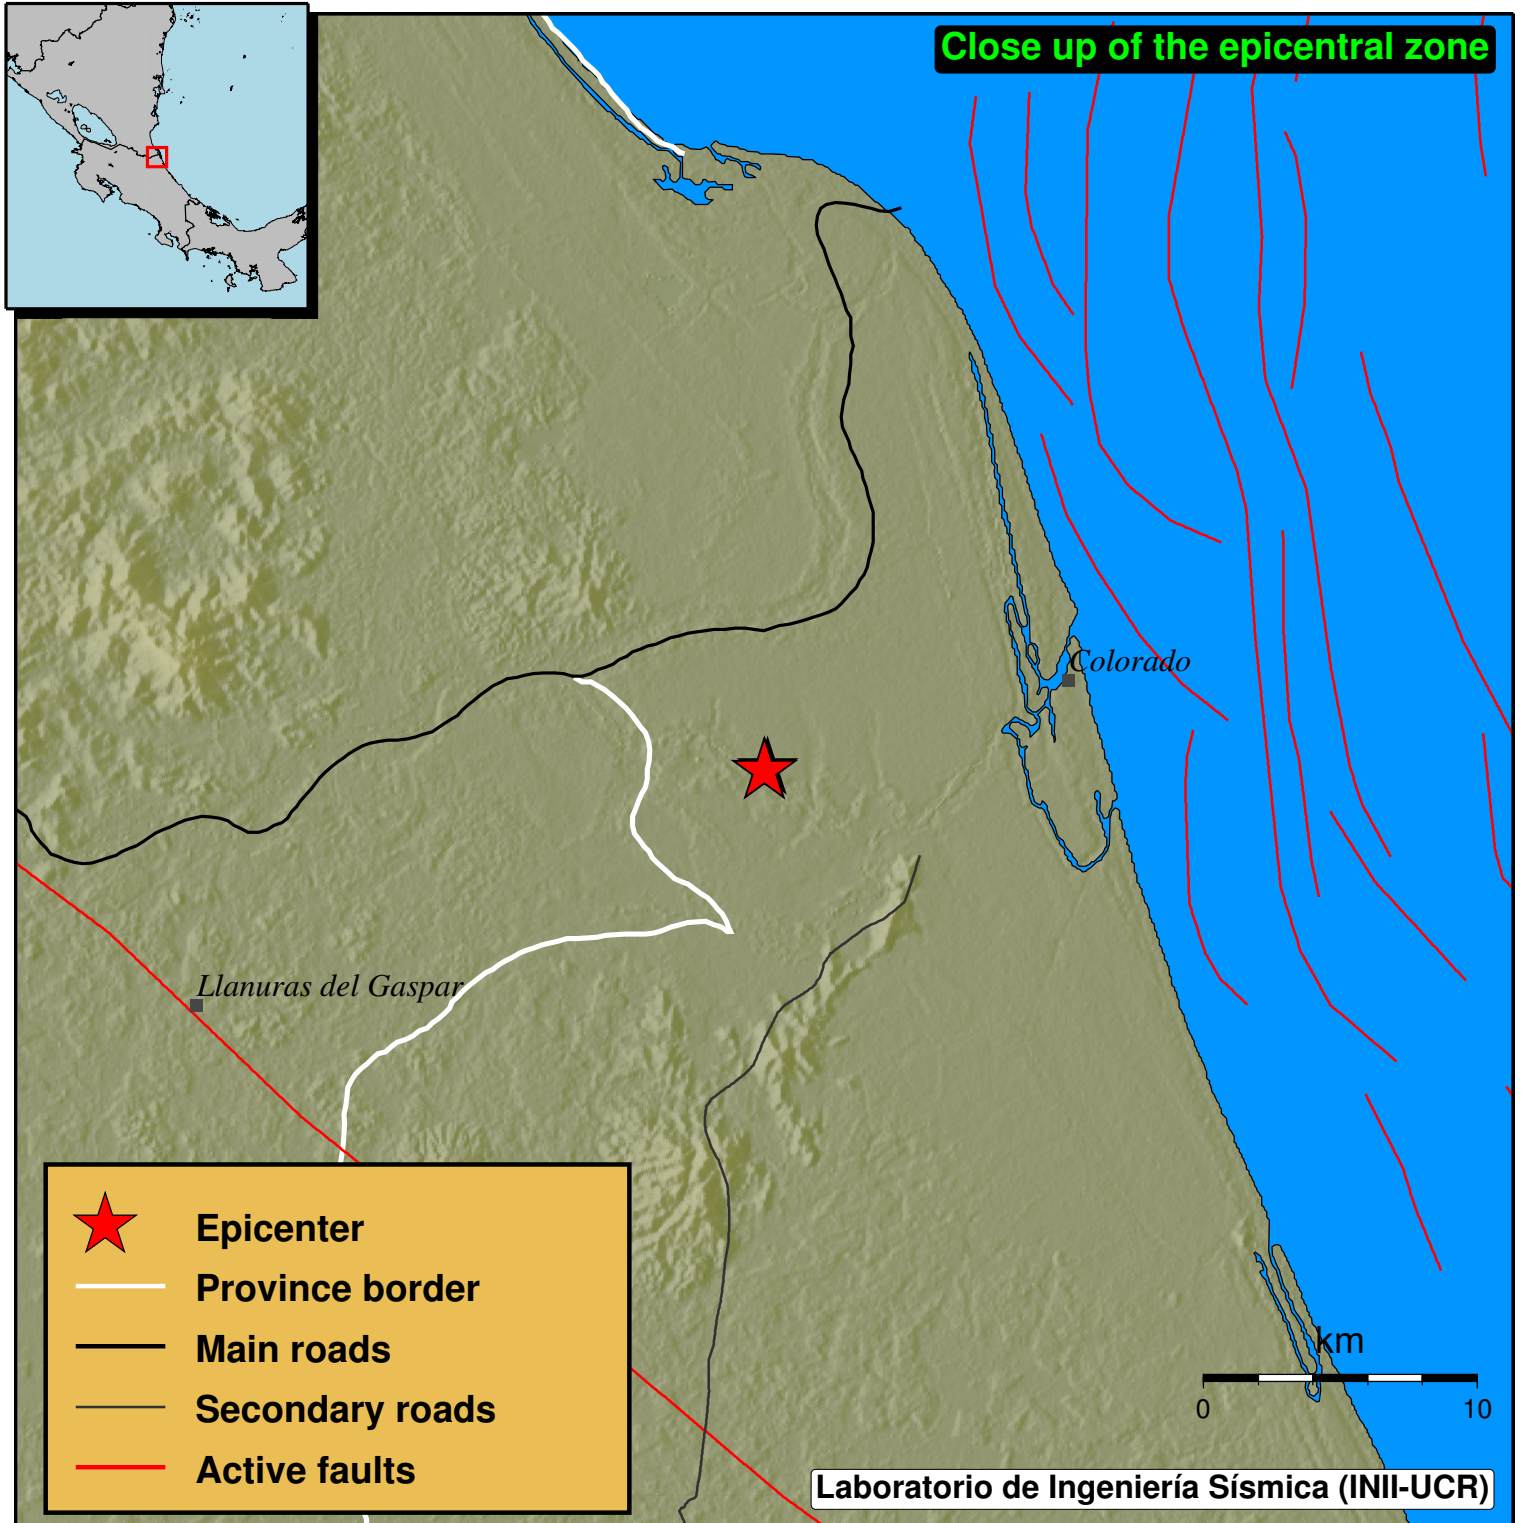 Close up of the epicentral zone
Colorado
Llanuras del Gaspar
Epicenter
Province border
Main roads
Secondary roads
Active faults
km
0 10
Laboratorio de Ingeniería Sísmica (INII-UCR)